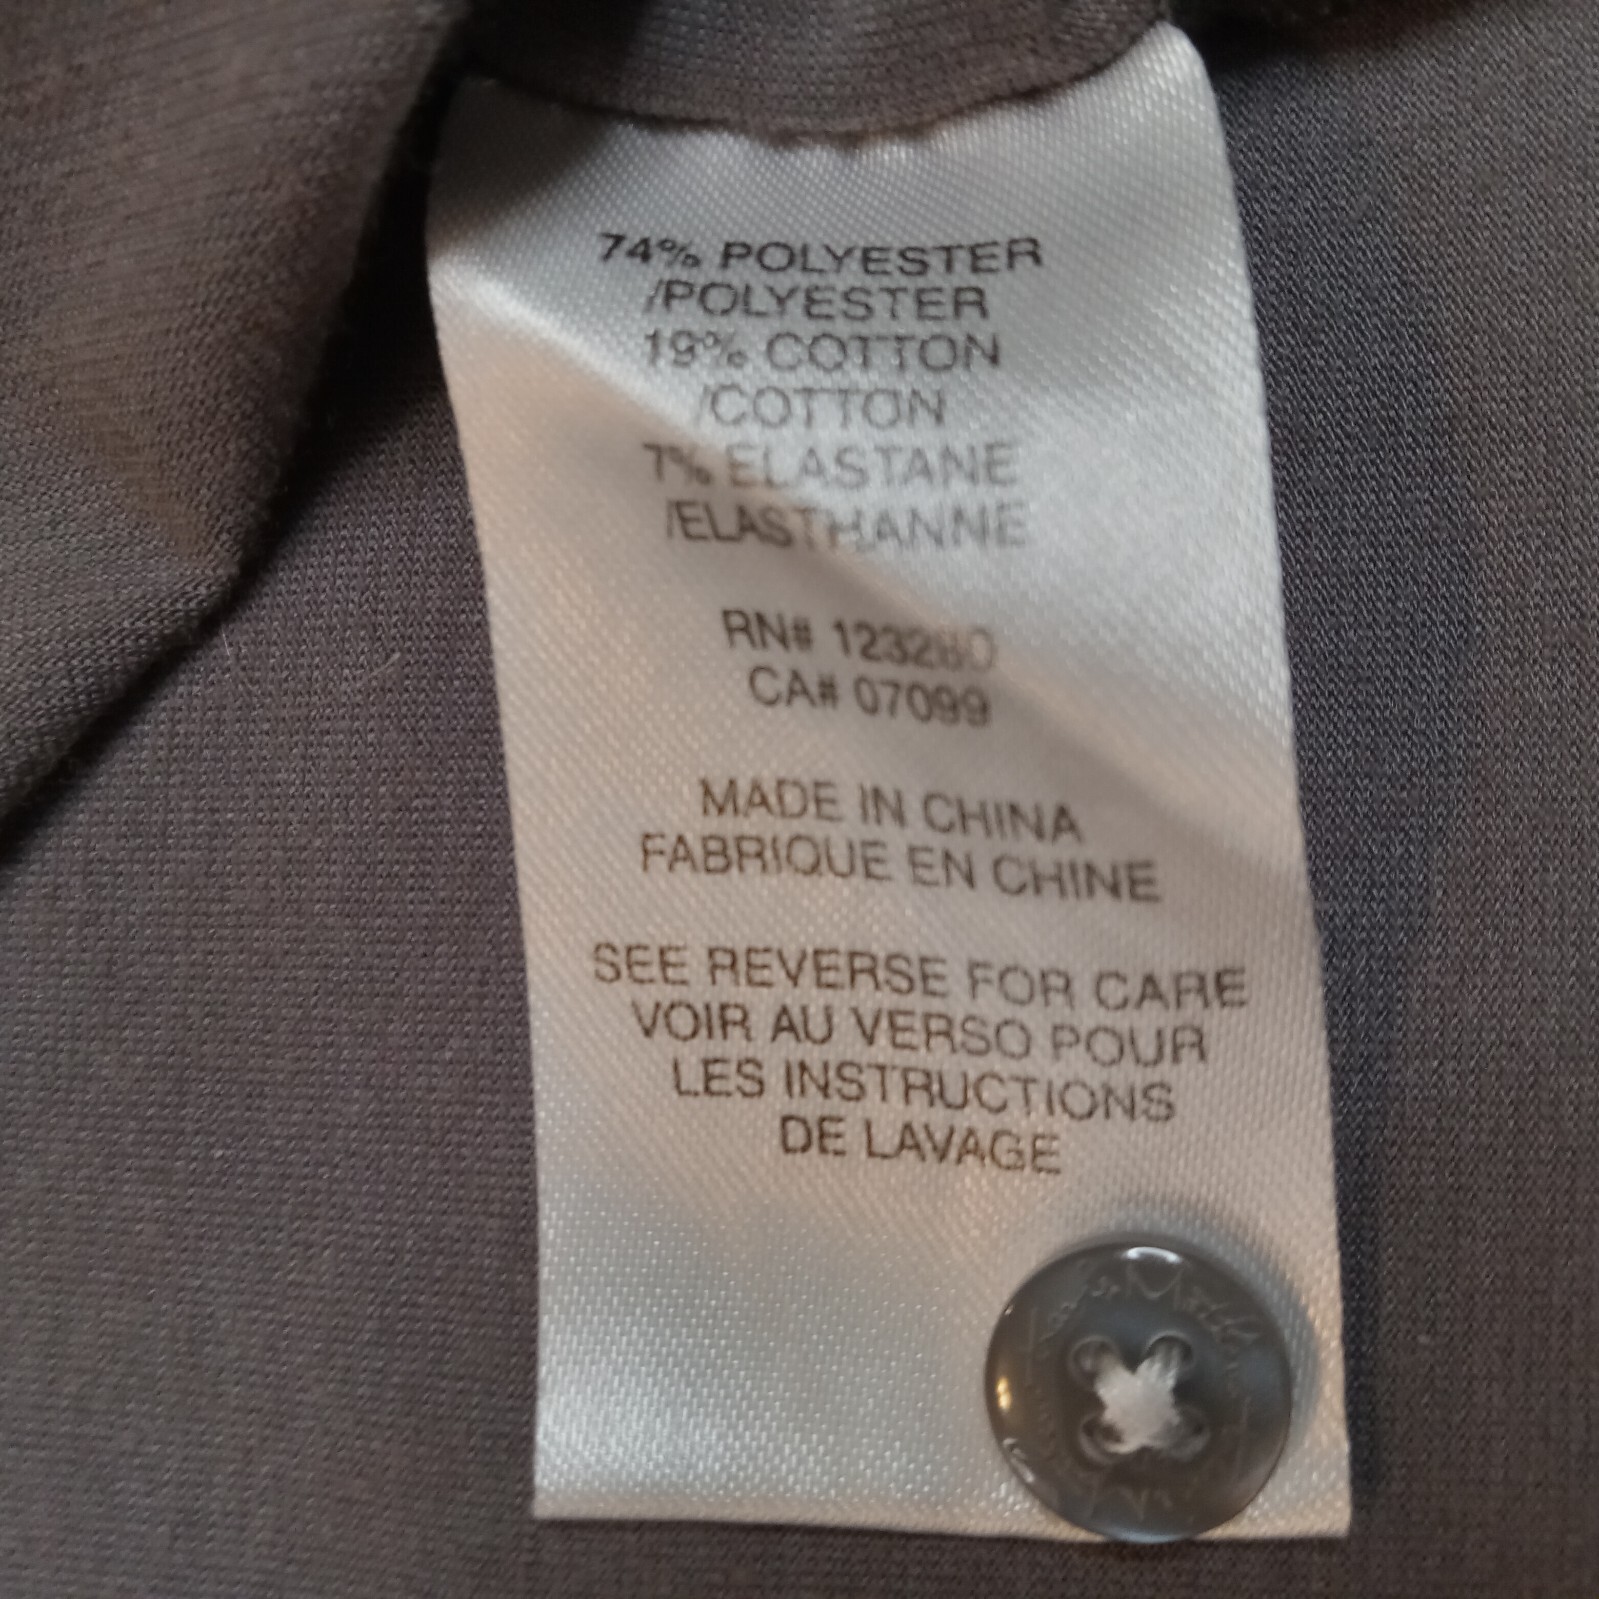 74% POLYESTER
/POLYESTER
19% COTTON
/COTTON
7% ELASTANE
/ELASTHANNE
RN# 123280
CA# 07099
MADE IN CHINA
FABRIQUE EN CHINE
SEE REVERSE FOR CARE
VOIR AU VERSO POUR
LES INSTRUCTIONS
DE LAVAGE